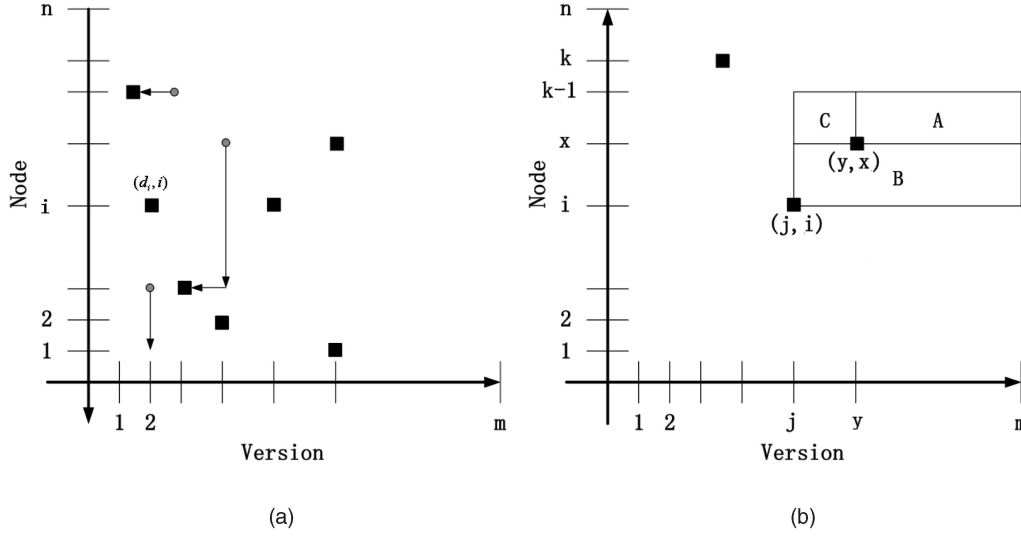 n
Node
(d_i, i)
i
2
1
1 2 m
Version
(a)
n
k
k-1
C A
x
(y, x)
Node
B
i
(j, i)
2
1
1 2 j y
Version
(b)